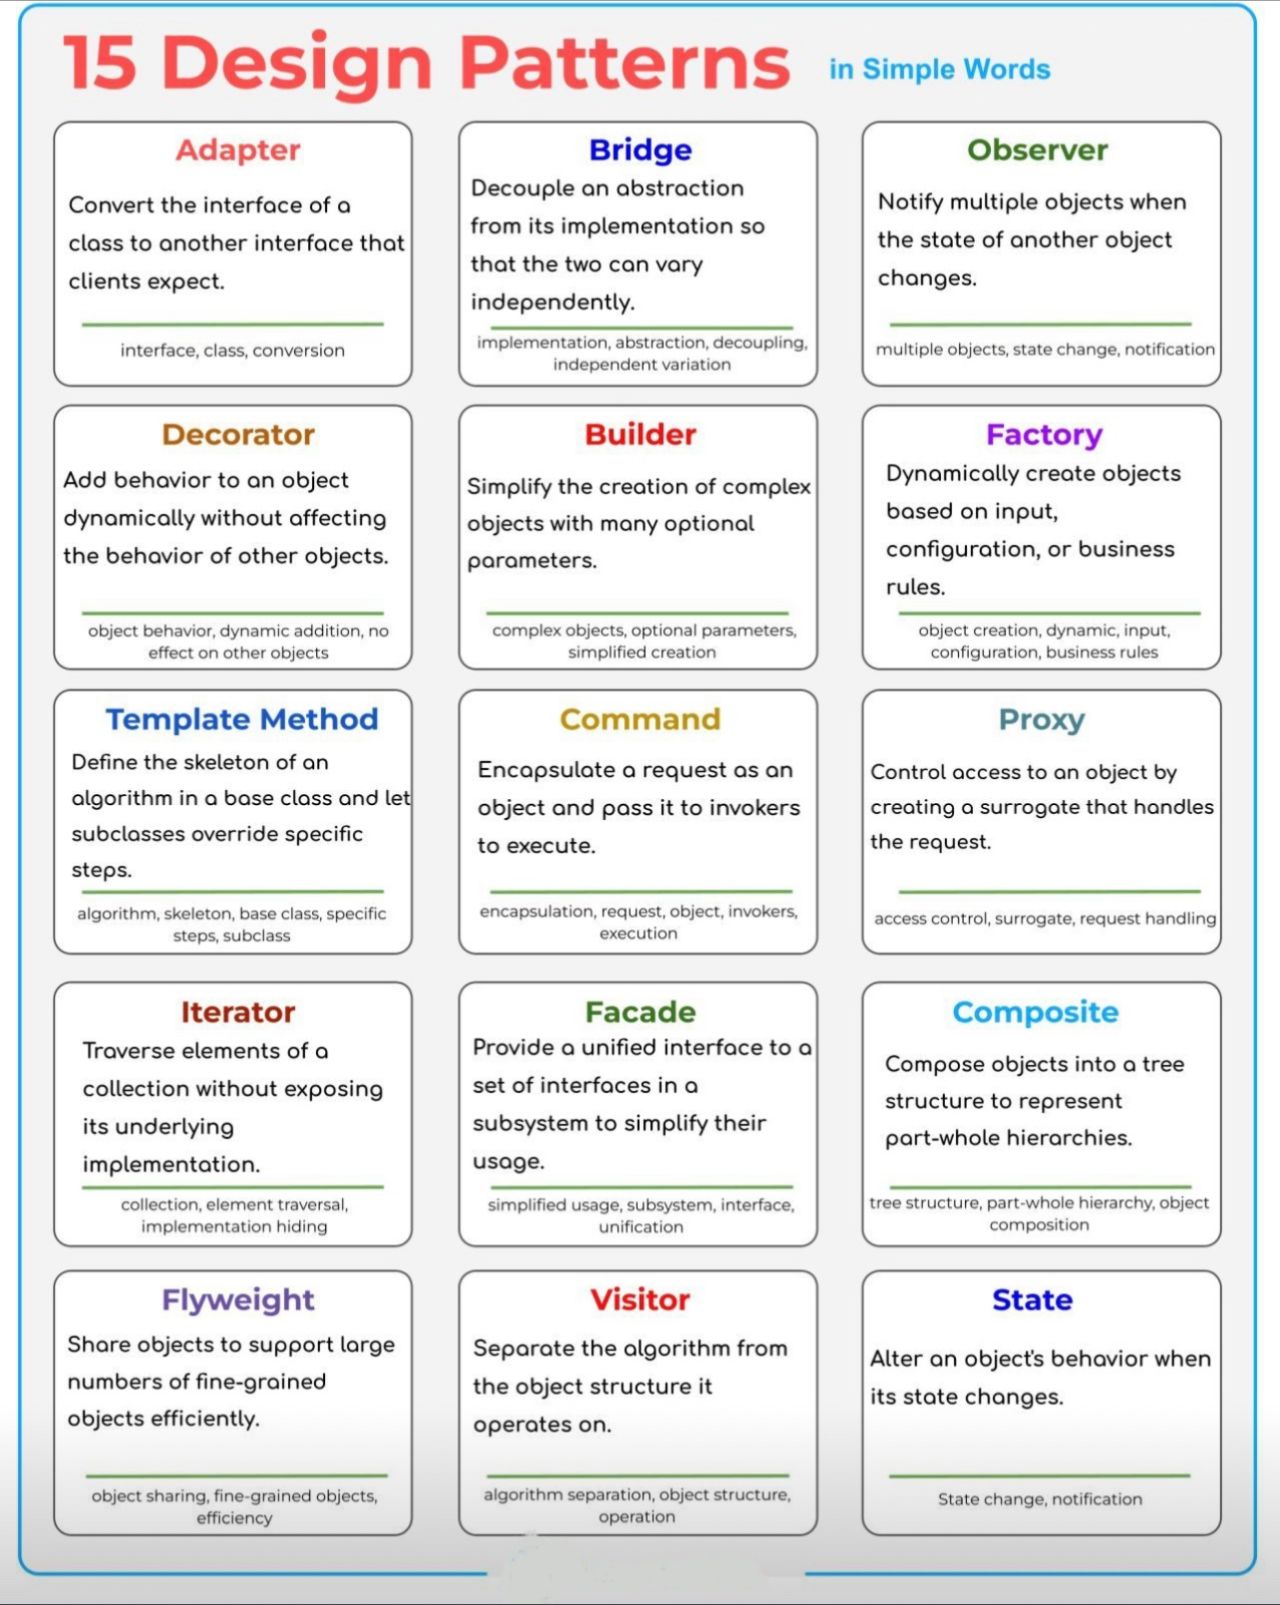 15 Design Patterns in Simple Words
Adapter
Convert the interface of a
class to another interface that
clients expect.
interface, class, conversion
Bridge
Decouple an abstraction
from its implementation so
that the two can vary
independently.
implementation, abstraction, decoupling,
independent variation
Observer
Notify multiple objects when
the state of another object
changes.
multiple objects, state change, notification
Decorator
Add behavior to an object
dynamically without affecting
the behavior of other objects.
object behavior, dynamic addition, no
effect on other objects
Builder
Simplify the creation of complex
objects with many optional
parameters.
complex objects, optional parameters,
simplified creation
Factory
Dynamically create objects
based on input,
configuration, or business
rules.
object creation, dynamic, input,
configuration, business rules
Template Method
Define the skeleton of an
algorithm in a base class and let
subclasses override specific
steps.
algorithm, skeleton, base class, specific
steps, subclass
Command
Encapsulate a request as an
object and pass it to invokers
to execute.
encapsulation, request, object, invokers,
execution
Proxy
Control access to an object by
creating a surrogate that handles
the request.
access control, surrogate, request handling
Iterator
Traverse elements of a
collection without exposing
its underlying
implementation.
collection, element traversal,
implementation hiding
Facade
Provide a unified interface to a
set of interfaces in a
subsystem to simplify their
usage.
simplified usage, subsystem, interface,
unification
Composite
Compose objects into a tree
structure to represent
part-whole hierarchies.
tree structure, part-whole hierarchy, object
composition
Flyweight
Share objects to support large
numbers of fine-grained
objects efficiently.
object sharing, fine-grained objects,
efficiency
Visitor
Separate the algorithm from
the object structure it
operates on.
algorithm separation, object structure,
operation
State
Alter an object's behavior when
its state changes.
State change, notification